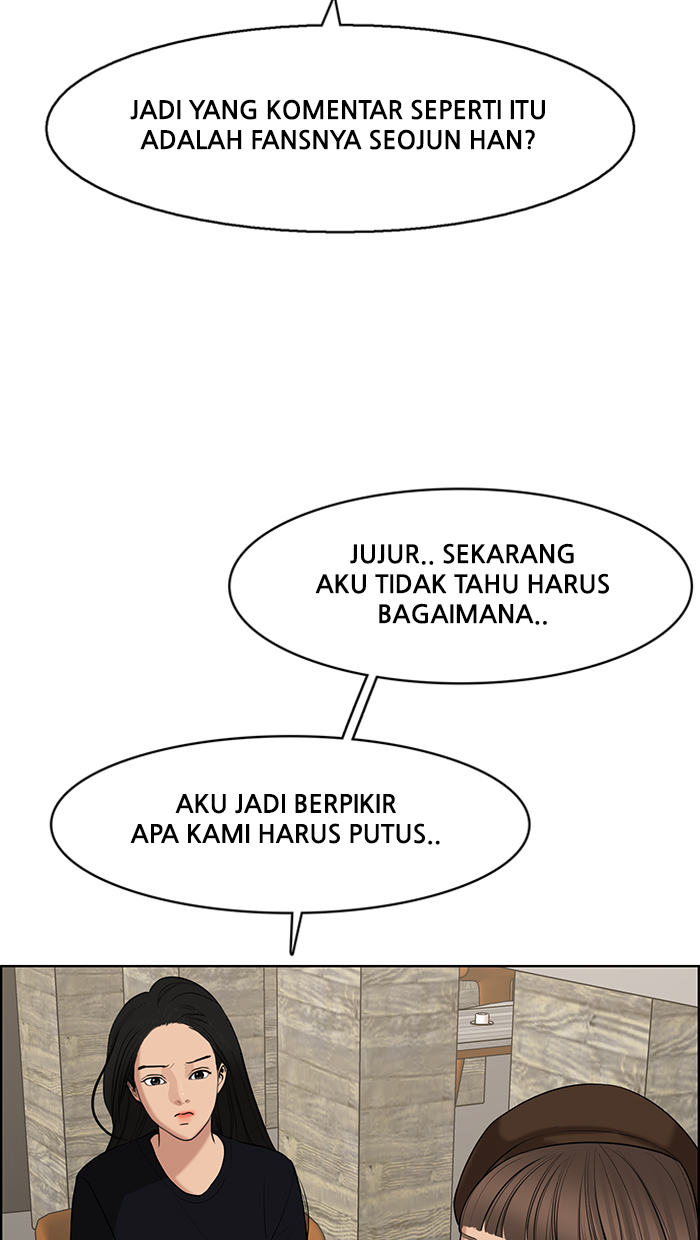 JADI YANG KOMENTAR SEPERTI ITU
ADALAH FANSNYA SEOJUN HAN?
JUJUR.. SEKARANG
AKU TIDAK TAHU HARUS
BAGAIMANA..
AKU JADI BERPIKIR
APA KAMI HARUS PUTUS..